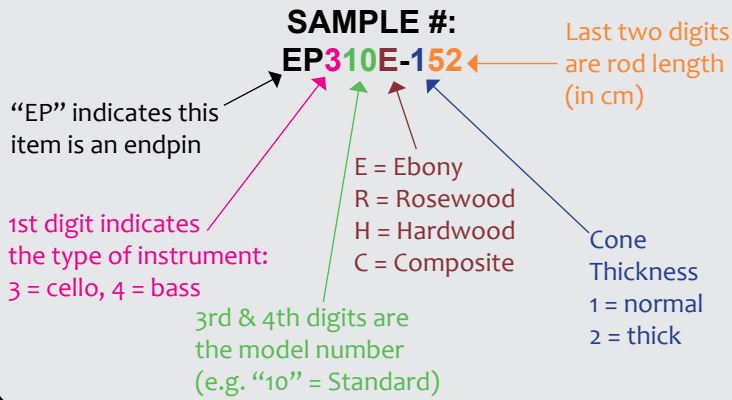 SAMPLE #:
EP310E-152
Last two digits
are rod length
(in cm)
“EP” indicates this
item is an endpin
E = Ebony
R = Rosewood
H = Hardwood
C = Composite
1st digit indicates
the type of instrument:
3 = cello, 4 = bass
Cone
Thickness
1 = normal
2 = thick
3rd & 4th digits are
the model number
(e.g. “10” = Standard)